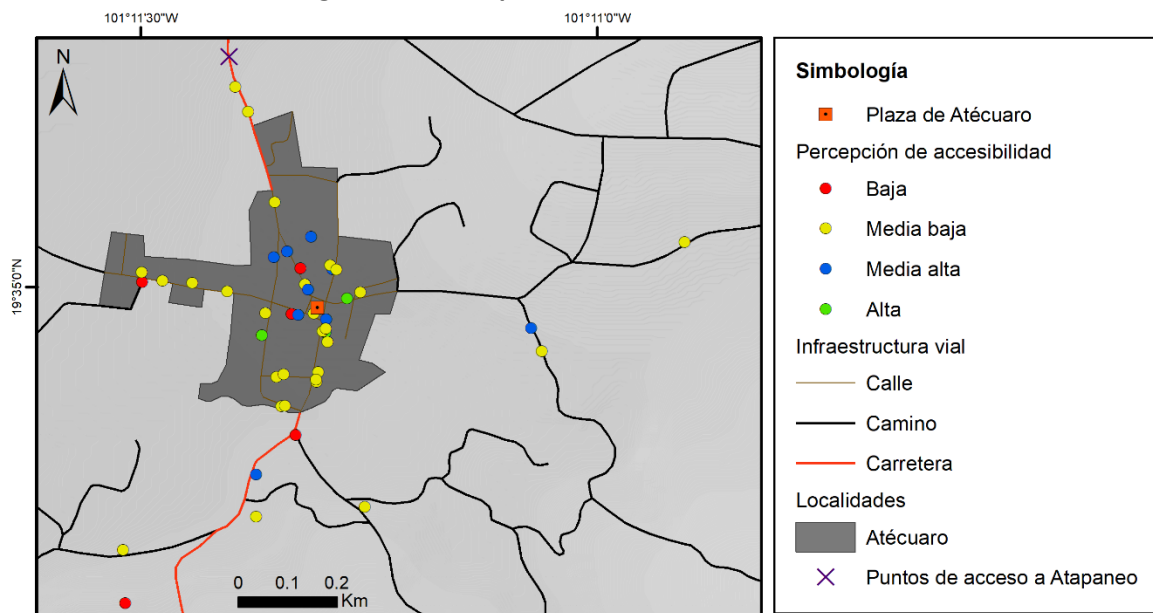 101°11'30"W
101°11'0"W
N
19°35'0"N
0 0.1 0.2
Km
Simbología
Plaza de Atécuaro
Percepción de accesibilidad
Baja
Media baja
Media alta
Alta
Infraestructura vial
Calle
Camino
Carretera
Localidades
Atécuaro
Puntos de acceso a Atapaneo